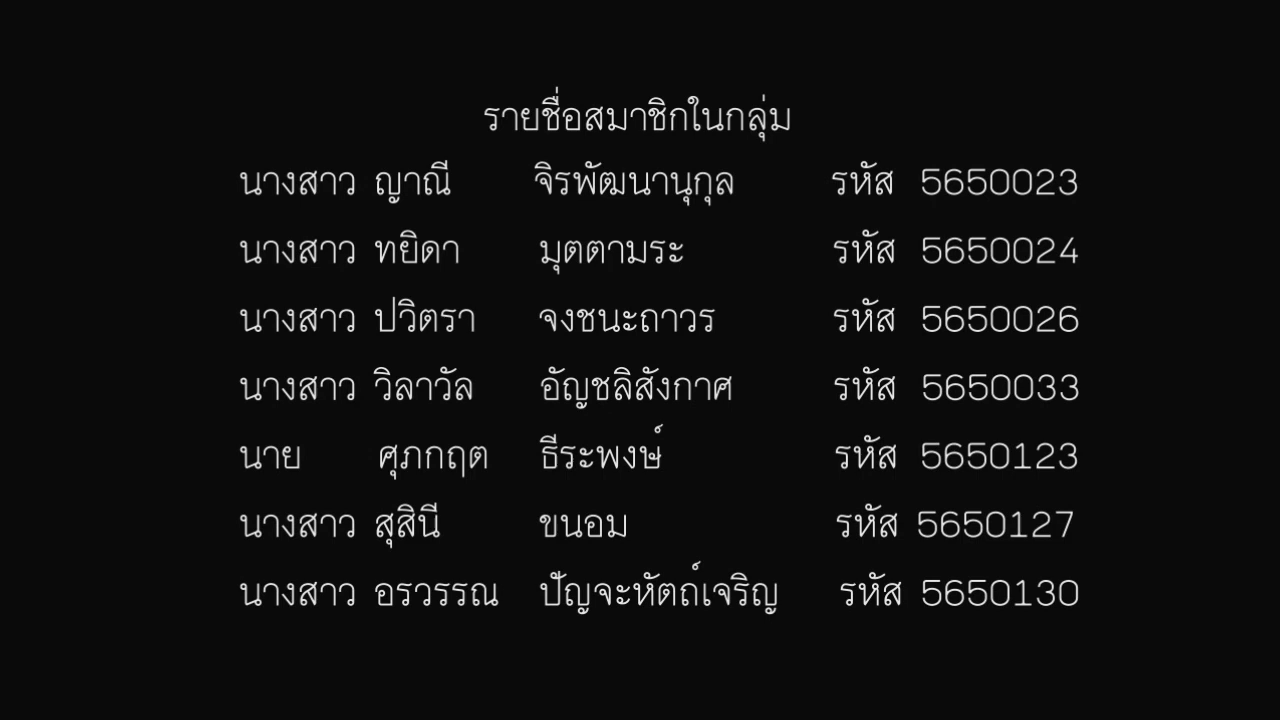 รายชื่อสมาชิกในกลุ่ม
นางสาว ญาณี จิรพัฒนานุกุล รหัส 5650023
นางสาว ทยิดา มุตตามระ รหัส 5650024
นางสาว ปวิตรา จงชนะถาวร รหัส 5650026
นางสาว วิลาวัล อัญชลิสังกาศ รหัส 5650033
นาย ศุภกฤต ธีระพงษ์ รหัส 5650123
นางสาว สุสินี ขนอม รหัส 5650127
นางสาว อรวรรณ ปัญจะหัตถ์เจริญ รหัส 5650130